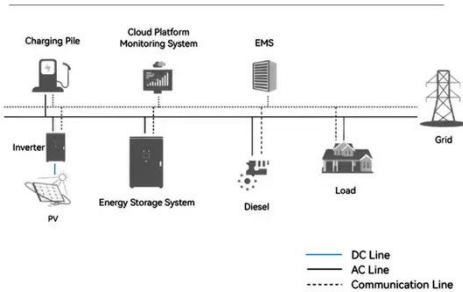 Cloud Platform
Monitoring System
Charging Pile
EMS
Grid
Inverter
PV
Energy Storage System
Diesel
Load
DC Line
AC Line
Communication Line